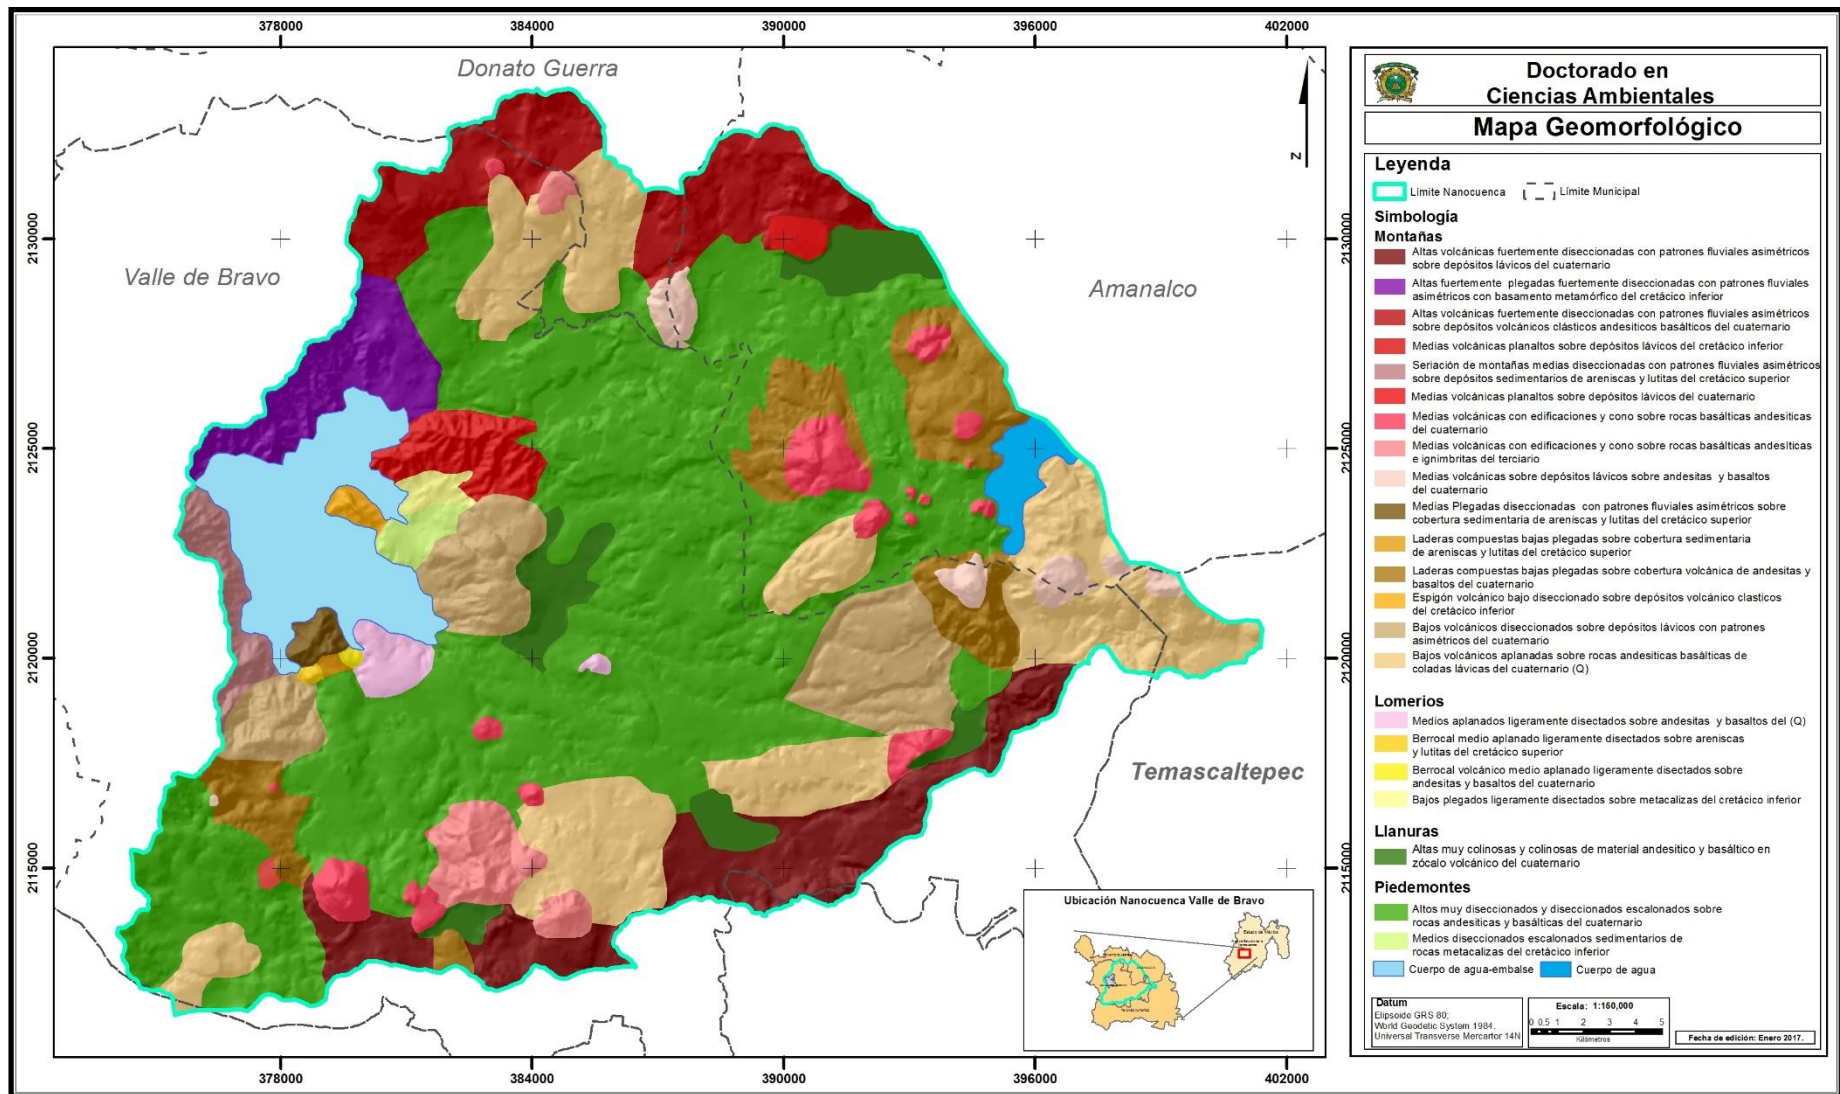 378000
384000
390000
396000
402000
Donato Guerra
Valle de Bravo
Amanalco
Temascaltepec
N
2130000
2125000
2120000
2115000
2130000
2125000
2120000
2115000
378000
384000
390000
396000
402000
Ubicación Nanocuenca Valle de Bravo
Doctorado en
Ciencias Ambientales
Mapa Geomorfológico
Leyenda
Límite Nanocuenca
Límite Municipal
Simbología
Montañas
Altas volcánicas fuertemente diseccionadas con patrones fluviales asimétricos
sobre depósitos lávicos del cuaternario
Altas fuertemente plegadas fuertemente diseccionadas con patrones fluviales
asimétricos con basamento metamórfico del cretácico inferior
Altas volcánicas fuertemente diseccionadas con patrones fluviales asimétricos
sobre depósitos volcánicos clásticos andesiticos basálticos del cuaternario
Medias volcánicas planaltos sobre depósitos lávicos del cretácico inferior
Seriación de montañas medias diseccionadas con patrones fluviales asimétricos
sobre depósitos sedimentarios de areniscas y lutitas del cretácico superior
Medias volcánicas planaltos sobre depósitos lávicos del cuaternario
Medias volcánicas con edificaciones y cono sobre rocas basálticas andesiticas
del cuaternario
Medias volcánicas con edificaciones y cono sobre rocas basálticas andesíticas
e ignimbritas del terciario
Medias volcánicas sobre depósitos lávicos sobre andesitas y basaltos
del cuaternario
Medias Plegadas diseccionadas con patrones fluviales asimétricos sobre
cobertura sedimentaria de areniscas y lutitas del cretácico superior
Laderas compuestas bajas plegadas sobre cobertura sedimentaria
de areniscas y lutitas del cretácico superior
Laderas compuestas bajas plegadas sobre cobertura volcánica de andesitas y
basaltos del cuaternario
Espigón volcánico bajo diseccionado sobre depósitos volcánico clasticos
del cretácico inferior
Bajos volcánicos diseccionados sobre depósitos lávicos con patrones
asimétricos del cuaternario
Bajos volcánicos aplanadas sobre rocas andesiticas basálticas de
coladas lávicas del cuaternario (Q)
Lomerios
Medios aplanados ligeramente disectados sobre andesitas y basaltos del (Q)
Berrocal medio aplanado ligeramente disectados sobre areniscas
y lutitas del cretácico superior
Berrocal volcánico medio aplanado ligeramente disectados sobre
andesitas y basaltos del cuaternario
Bajos plegados ligeramente disectados sobre metacalizas del cretácico inferior
Llanuras
Altas muy colinosas y colinosas de material andesitico y basáltico en
zócalo volcánico del cuaternario
Piedemontes
Altos muy diseccionados y diseccionados escalonados sobre
rocas andesiticas y basálticas del cuaternario
Medios diseccionados escalonados sedimentarios de
rocas metacalizas del cretácico inferior
Cuerpo de agua-embalse
Cuerpo de agua
Datum
Elipsoide GRS 80;
World Geodetic System 1984.
Universal Transverse Mercartor 14N
Escala: 1:160,000
0 0.5 1 2 3 4 5
Kilómetros
Fecha de edición: Enero 2017.